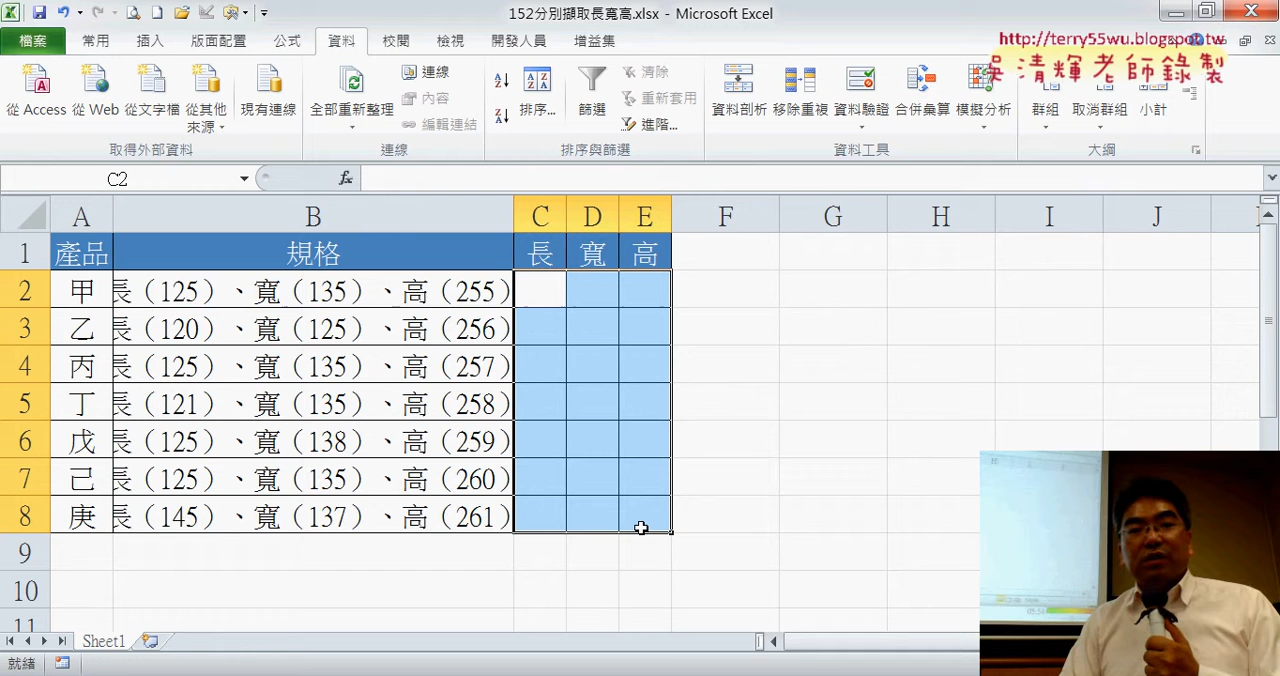 152分別擷取長寬高.xlsx - Microsoft Excel
http://terry55wu.blogspot.tw
吳清輝老師錄製
檔案 常用 插入 版面配置 公式 資料 校閱 檢視 開發人員 增益集
從 Access 從 Web 從文字檔 從其他來源 現有連線
取得外部資料
全部重新整理 連線 內容 編輯連結
連線
排序... 篩選 清除 重新套用 進階...
排序與篩選
資料剖析 移除重複 資料驗證 合併彙算 模擬分析
資料工具
群組 取消群組 小計
大綱
C2 fx
A B C D E F G H I J
1 產品 規格 長 寬 高
2 甲 長（125）、寬（135）、高（255）
3 乙 長（120）、寬（125）、高（256）
4 丙 長（125）、寬（135）、高（257）
5 丁 長（121）、寬（135）、高（258）
6 戊 長（125）、寬（138）、高（259）
7 己 長（125）、寬（135）、高（260）
8 庚 長（145）、寬（137）、高（261）
9
10
11
Sheet1
就緒